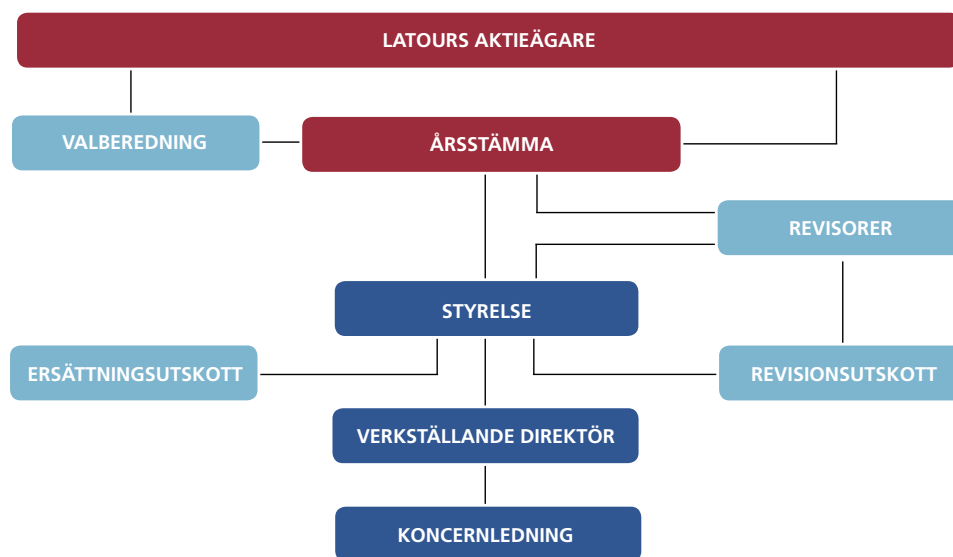 LATOURS AKTIEÄGARE
VALBEREDNING
ÅRSSTÄMMA
REVISORER
STYRELSE
ERSÄTTNINGSUTSKOTT
REVISIONSUTSKOTT
VERKSTÄLLANDE DIREKTÖR
KONCERNLEDNING